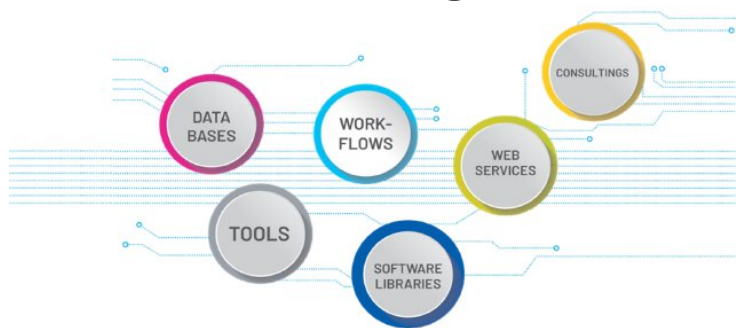 CONSULTINGS
DATA
BASES
WORK-
FLOWS
WEB
SERVICES
TOOLS
SOFTWARE
LIBRARIES